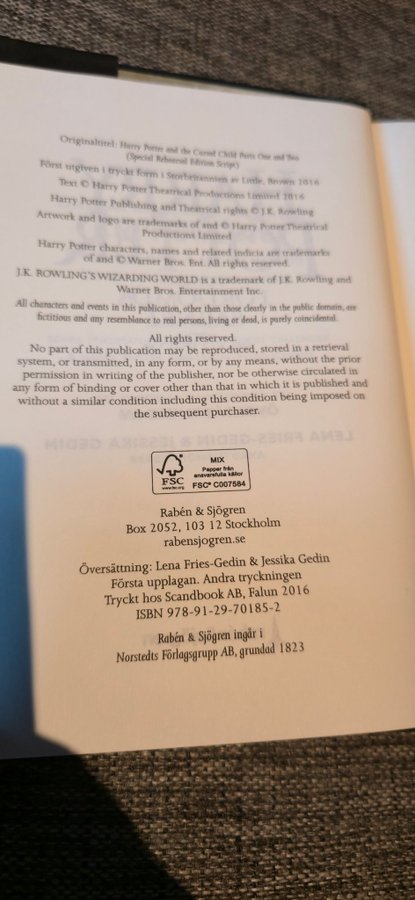 Originaltitel: Harry Potter and the Cursed Child Parts One and Two
(Special Rehearsal Edition Script)
Först utgiven i tryckt form i Storbritannien av Little, Brown 2016
Text © Harry Potter Theatrical Productions Limited 2016
Harry Potter Publishing and Theatrical rights © J.K. Rowling
Artwork and logo are trademarks of and © Harry Potter Theatrical
Productions Limited
Harry Potter characters, names and related indicia are trademarks
of and © Warner Bros. Ent. All rights reserved.
J.K. ROWLING'S WIZARDING WORLD is a trademark of J.K. Rowling and
Warner Bros. Entertainment Inc.
All characters and events in this publication, other than those clearly in the public domain, are
fictitious and any resemblance to real persons, living or dead, is purely coincidental.
All rights reserved.
No part of this publication may be reproduced, stored in a retrieval
system, or transmitted, in any form, or by any means, without the prior
permission in writing of the publisher, nor be otherwise circulated in
any form of binding or cover other than that in which it is published and
without a similar condition including this condition being imposed on
the subsequent purchaser.
LENA FRIES-GEDIN & JESSIKA GEDIN
FSC
www.fsc.org
MIX
Papper från
ansvarsfulla källor
FSC® C007584
Rabén & Sjögren
Box 2052, 103 12 Stockholm
rabensjogren.se
Översättning: Lena Fries-Gedin & Jessika Gedin
Första upplagan. Andra tryckningen
Tryckt hos Scandbook AB, Falun 2016
ISBN 978-91-29-70185-2
Rabén & Sjögren ingår i
Norstedts Förlagsgrupp AB, grundad 1823